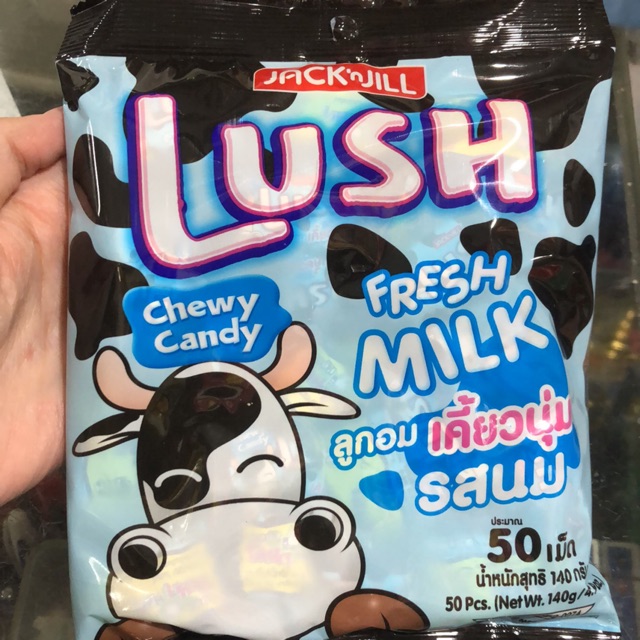 JACK 'n JILL
LUSH
Chewy
Candy
FRESH
MILK
ลูกอม เคี้ยวนุ่ม
รสนม
ประมาณ
50 เม็ด
น้ำหนักสุทธิ 140 กรัม
50 Pcs. (Net Wt. 140g /